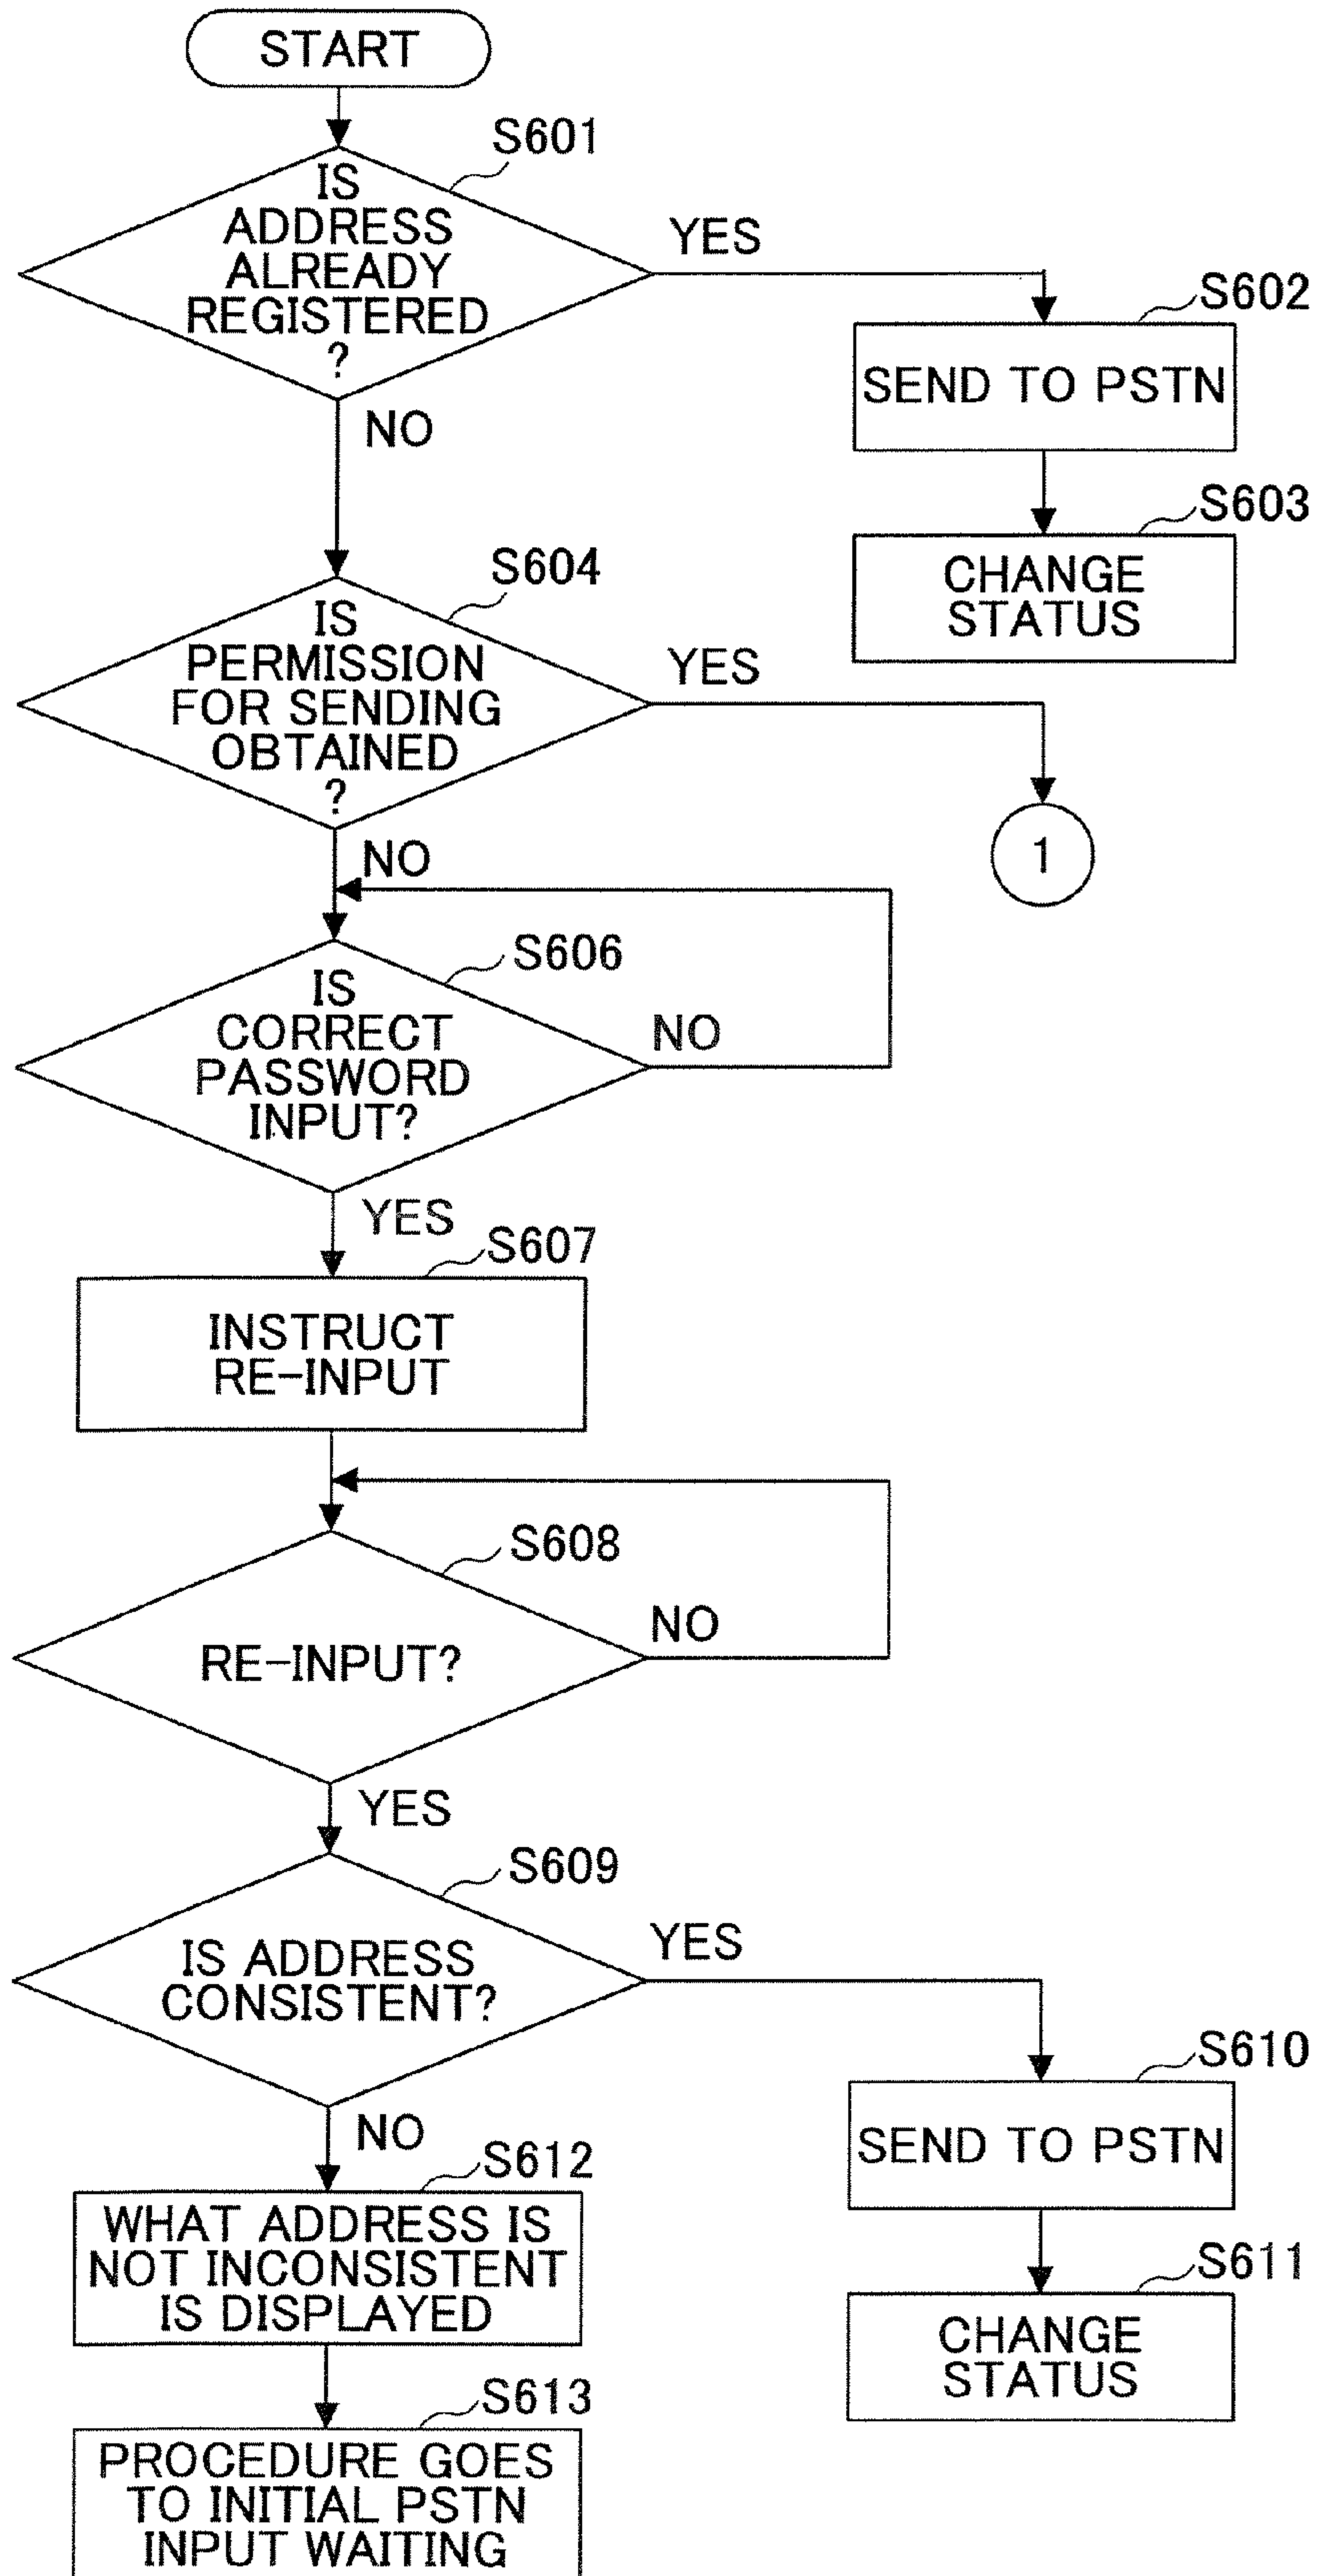 START
S601
IS
ADDRESS
ALREADY
REGISTERED
?
YES
NO
S602
SEND TO PSTN
S603
CHANGE
STATUS
S604
IS
PERMISSION
FOR SENDING
OBTAINED
?
YES
1
NO
S606
IS
CORRECT
PASSWORD
INPUT?
NO
YES
S607
INSTRUCT
RE-INPUT
S608
RE-INPUT?
NO
YES
S609
IS ADDRESS
CONSISTENT?
YES
NO
S610
SEND TO PSTN
S611
CHANGE
STATUS
S612
WHAT ADDRESS IS
NOT INCONSISTENT
IS DISPLAYED
S613
PROCEDURE GOES
TO INITIAL PSTN
INPUT WAITING